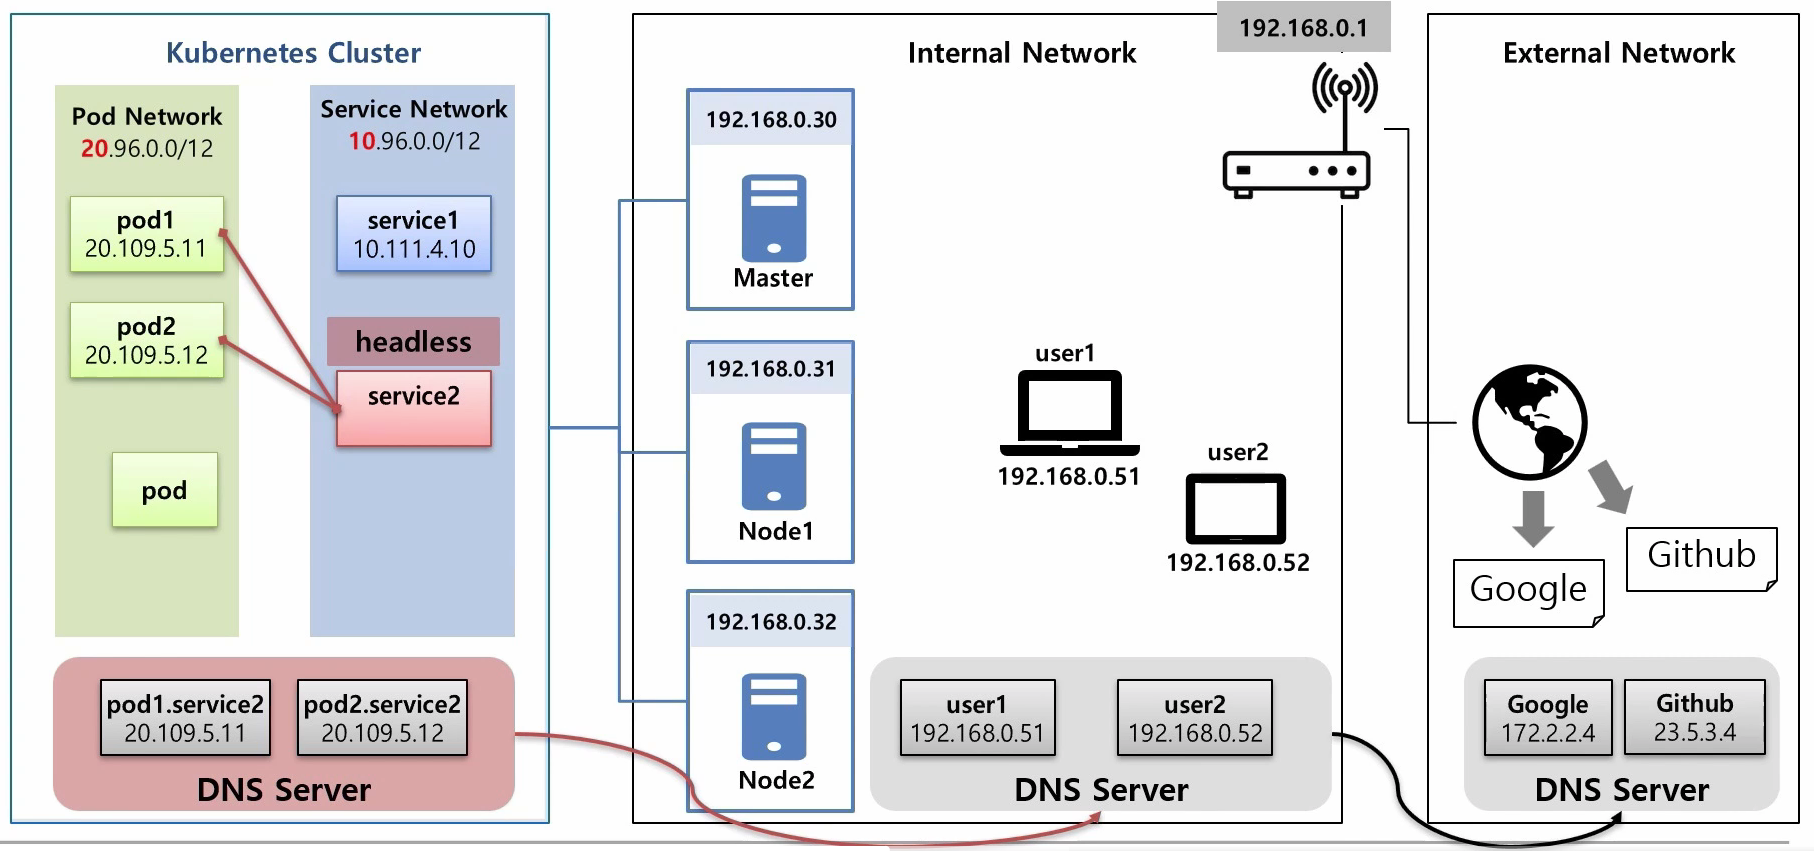 Kubernetes Cluster
Pod Network
20.96.0.0/12
pod1
20.109.5.11
pod2
20.109.5.12
pod
Service Network
10.96.0.0/12
service1
10.111.4.10
headless
service2
pod1.service2
20.109.5.11
pod2.service2
20.109.5.12
DNS Server
Internal Network
192.168.0.1
192.168.0.30
Master
192.168.0.31
Node1
192.168.0.32
Node2
user1
192.168.0.51
user2
192.168.0.52
user1
192.168.0.51
user2
192.168.0.52
DNS Server
External Network
Google
Github
Google
172.2.2.4
Github
23.5.3.4
DNS Server